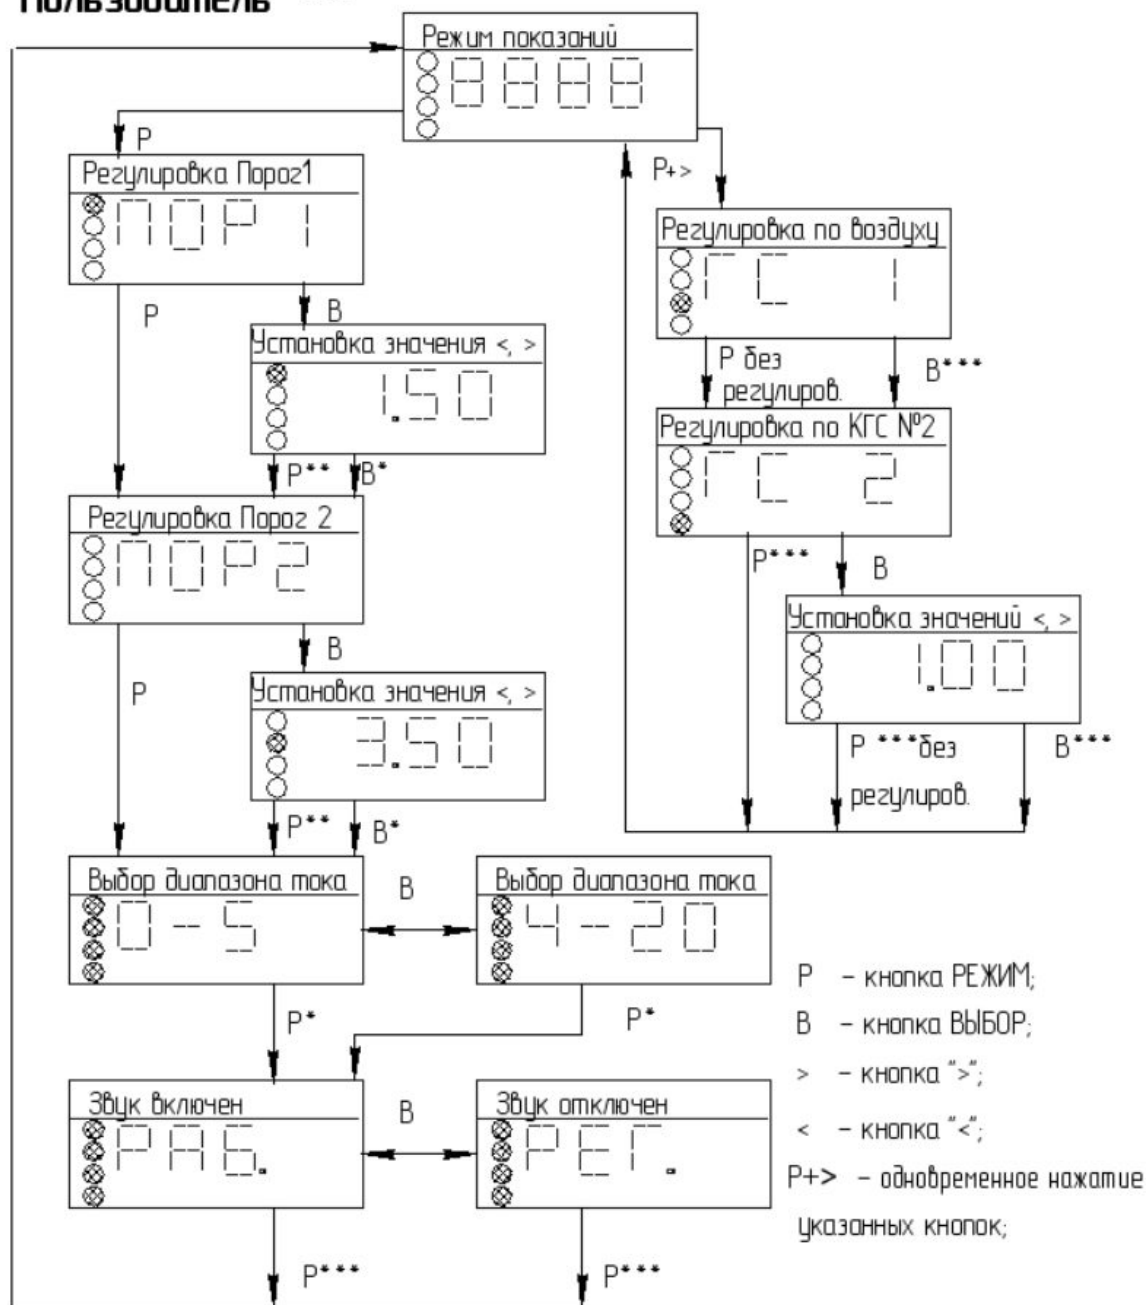 Пользователь
Режим показаний
8888
Р
Р+>
Регулировка Порог1
ПОР 1
Регулировка по воздуху
ГС 1
Р
В
Установка значения <, >
1.50
Р без
регулиров.
В***
Регулировка по КГС №2
ГС 2
Р**
В*
Регулировка Порог 2
ПОР2
Р***
В
Установка значений <, >
1.00
Р
В
Установка значения <, >
3.50
Р ***без
регулиров.
В***
Р**
В*
Выбор диапазона тока
0-5
В
Выбор диапазона тока
4-20
Р*
Р*
Звук включен
РАБ.
В
Звук отключен
РЕГ.
Р***
Р***
Р – кнопка РЕЖИМ;
В – кнопка ВЫБОР;
> – кнопка ">";
< – кнопка "<";
Р+> – одновременное нажатие
указанных кнопок;